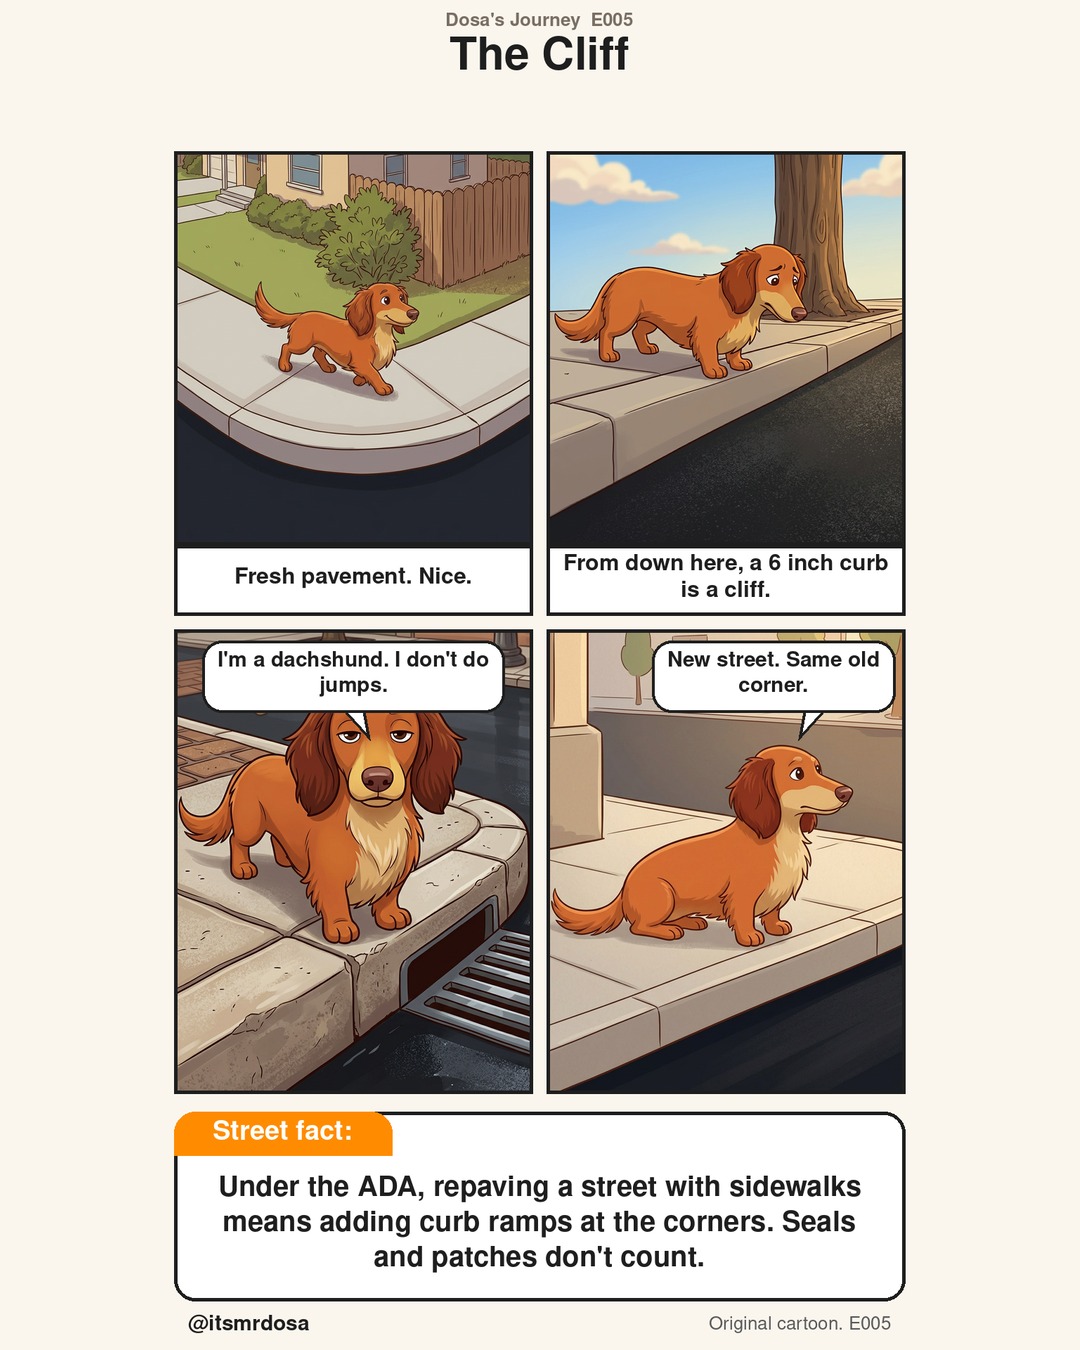 Dosa's Journey  E005
The Cliff
Fresh pavement. Nice.
From down here, a 6 inch curb
is a cliff.
I'm a dachshund. I don't do
jumps.
New street. Same old
corner.
Street fact:
Under the ADA, repaving a street with sidewalks
means adding curb ramps at the corners. Seals
and patches don't count.
@itsmrdosa
Original cartoon. E005